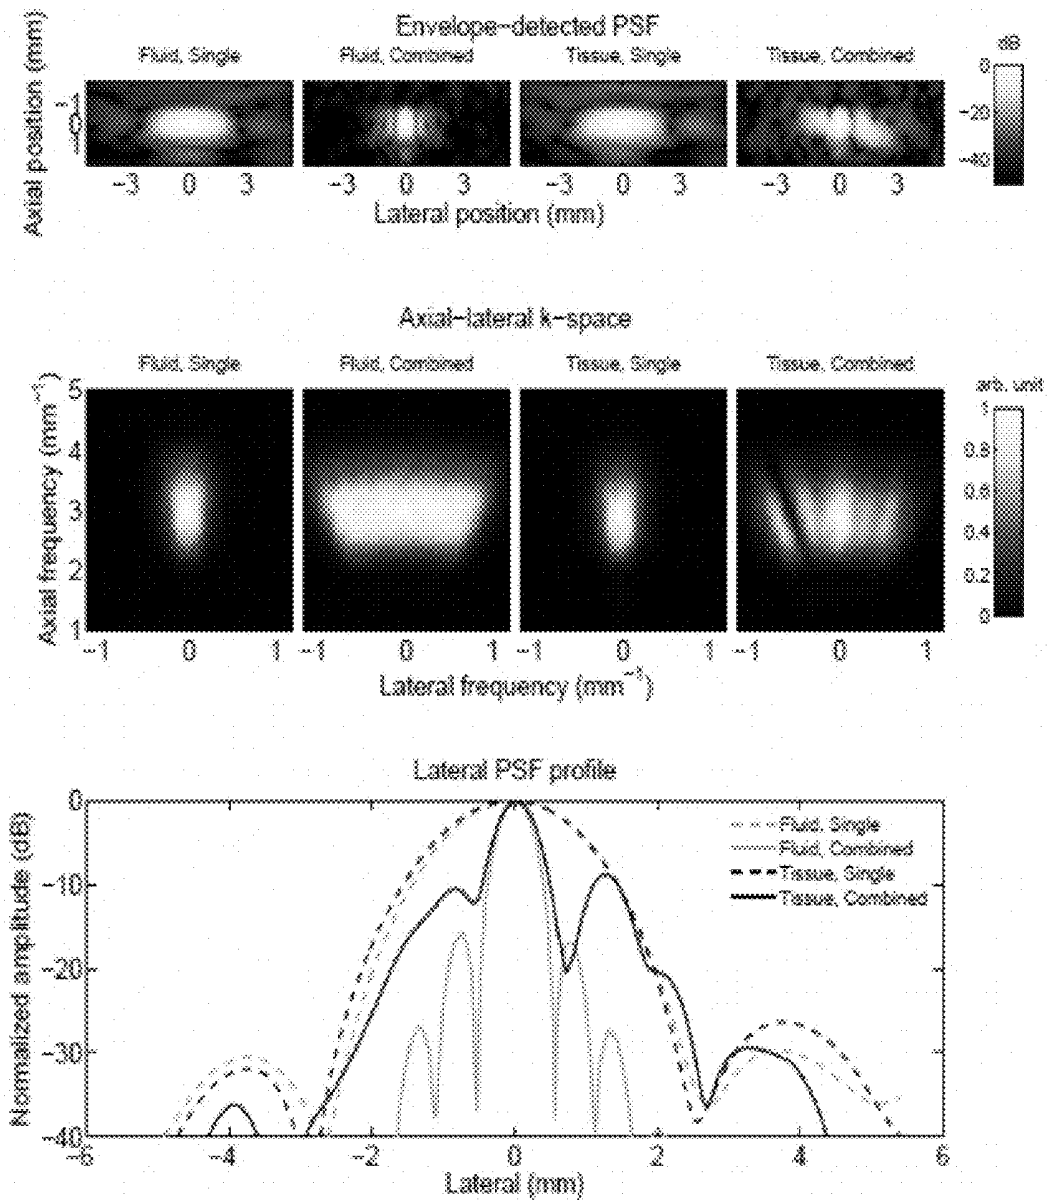 Envelope-detected PSF
Fluid, Single Fluid, Combined Tissue, Single Tissue, Combined
dB
0
-20
-40
Axial position (mm)
-1
0
1
-3 0 3 -3 0 3 -3 0 3 -3 0 3
Lateral position (mm)
Axial-lateral k-space
Fluid, Single Fluid, Combined Tissue, Single Tissue, Combined
arb. unit
1
0.8
0.6
0.4
0.2
0
Axial frequency (mm⁻¹)
5
4
3
2
1
-1 0 1 -1 0 1 -1 0 1 -1 0 1
Lateral frequency (mm⁻¹)
Lateral PSF profile
Normalized amplitude (dB)
0
-10
-20
-30
-40
Fluid, Single
Fluid, Combined
Tissue, Single
Tissue, Combined
-6 -4 -2 0 2 4 6
Lateral (mm)